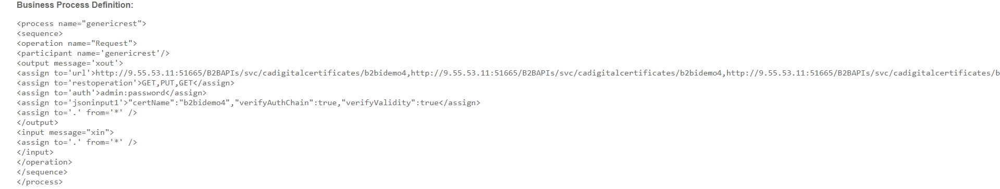 Business Process Definition:
<process name="genericrest">
<sequence>
<operation name="Request">
<participant name='genericrest'/>
<output message='xout'>
<assign to='url'>http://9.55.53.11:51665/B2BAPIs/svc/cadigitalcertificates/b2bidemo4,http://9.55.53.11:51665/B2BAPIs/svc/cadigitalcertificates/b2bidemo4,http://9.55.53.11:51665/B2BAPIs/svc/cadigitalcertificates/b
<assign to='restoperation'>GET,PUT,GET</assign>
<assign to='auth'>admin:password</assign>
<assign to='jsoninput1'>"certName":"b2bidemo4","verifyAuthChain":true,"verifyValidity":true</assign>
<assign to='.' from='*' />
</output>
<input message="xin">
<assign to='.' from='*' />
</input>
</operation>
</sequence>
</process>